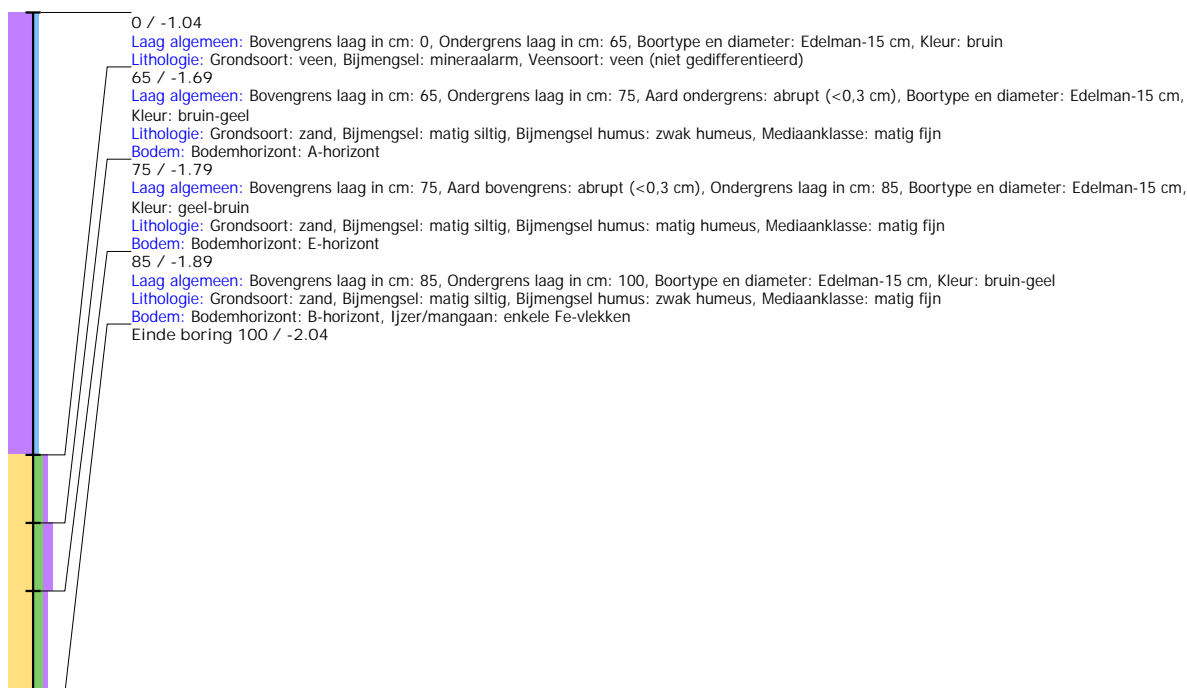 0 / -1.04
Laag algemeen: Bovengrens laag in cm: 0, Ondergrens laag in cm: 65, Boortype en diameter: Edelman-15 cm, Kleur: bruin
Lithologie: Grondsoort: veen, Bijmengsel: mineraalarm, Veensoort: veen (niet gedifferentieerd)
65 / -1.69
Laag algemeen: Bovengrens laag in cm: 65, Ondergrens laag in cm: 75, Aard ondergrens: abrupt (<0,3 cm), Boortype en diameter: Edelman-15 cm,
Kleur: bruin-geel
Lithologie: Grondsoort: zand, Bijmengsel: matig siltig, Bijmengsel humus: zwak humeus, Mediaanklasse: matig fijn
Bodem: Bodemhorizont: A-horizont
75 / -1.79
Laag algemeen: Bovengrens laag in cm: 75, Aard bovengrens: abrupt (<0,3 cm), Ondergrens laag in cm: 85, Boortype en diameter: Edelman-15 cm,
Kleur: geel-bruin
Lithologie: Grondsoort: zand, Bijmengsel: matig siltig, Bijmengsel humus: matig humeus, Mediaanklasse: matig fijn
Bodem: Bodemhorizont: E-horizont
85 / -1.89
Laag algemeen: Bovengrens laag in cm: 85, Ondergrens laag in cm: 100, Boortype en diameter: Edelman-15 cm, Kleur: bruin-geel
Lithologie: Grondsoort: zand, Bijmengsel: matig siltig, Bijmengsel humus: zwak humeus, Mediaanklasse: matig fijn
Bodem: Bodemhorizont: B-horizont, Ijzer/mangaan: enkele Fe-vlekken
Einde boring 100 / -2.04